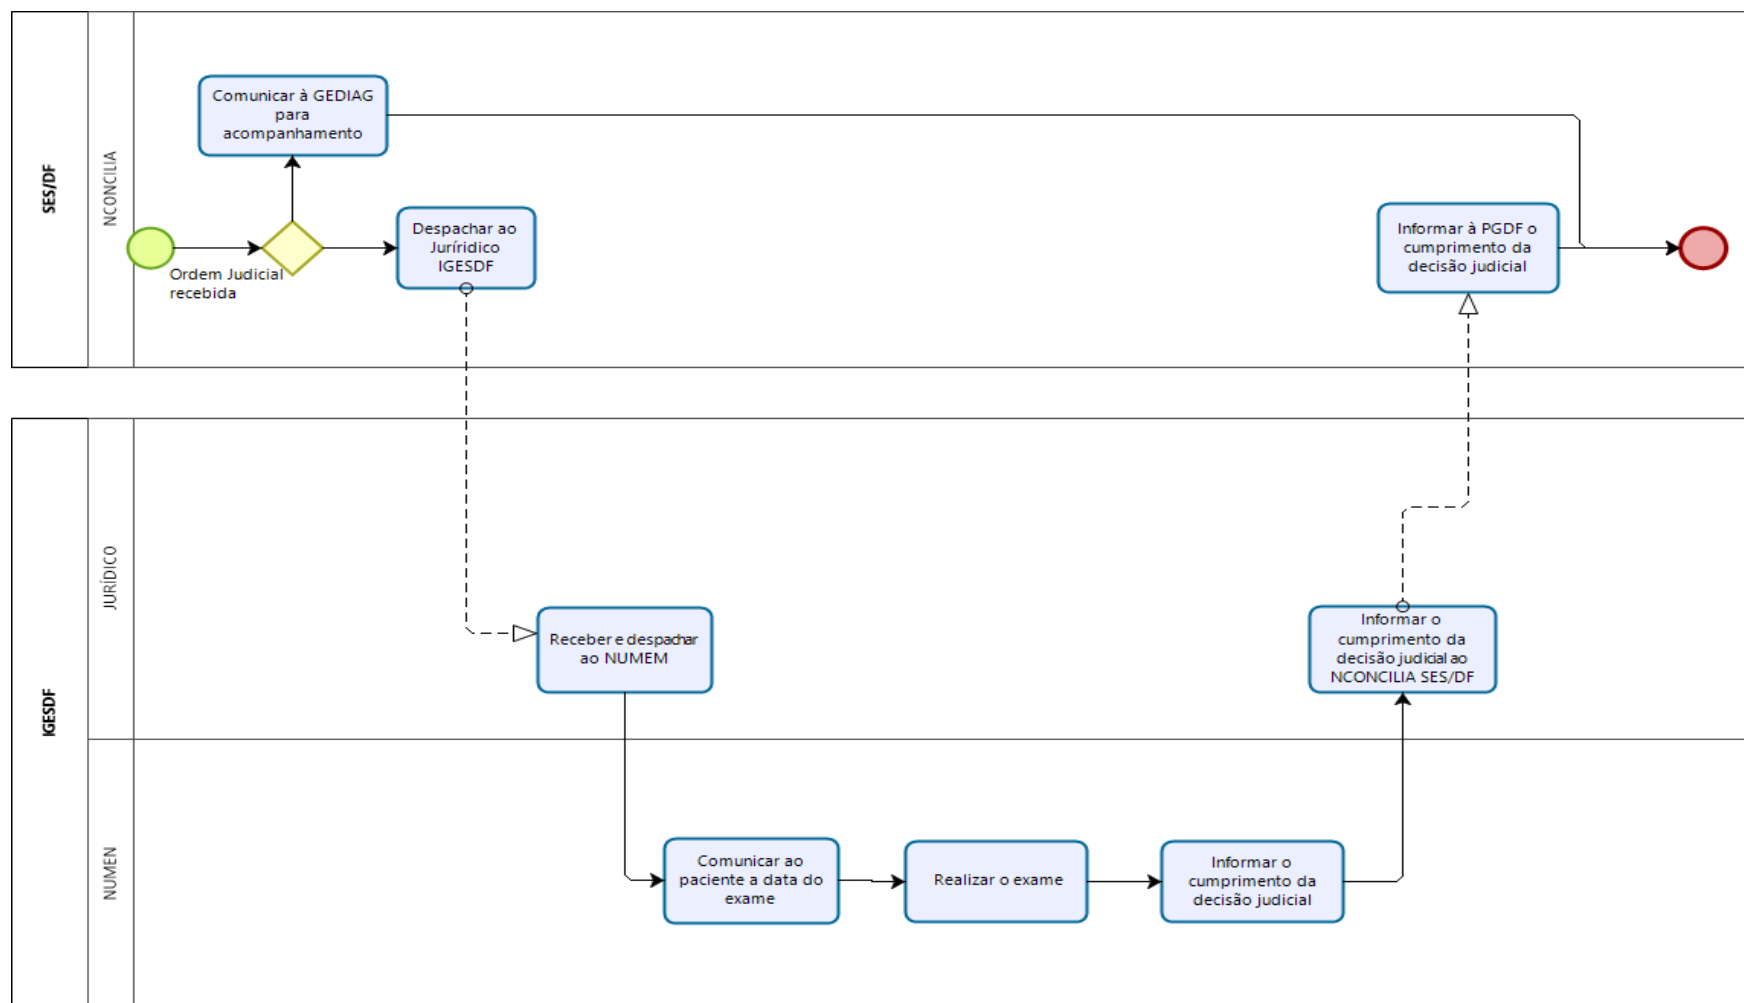 SES/DF
NCONCILIA
Comunicar à GEDIAG
para
acompanhamento
Ordem Judicial
recebida
Despachar ao
Juríridico
IGESDF
Informar à PGDF o
cumprimento da
decisão judicial
IGESDF
JURÍDICO
Receber e despachar
ao NUMEM
Informar o
cumprimento da
decisão judicial ao
NCONCILIA SES/DF
NUMEN
Comunicar ao
paciente a data do
exame
Realizar o exame
Informar o
cumprimento da
decisão judicial